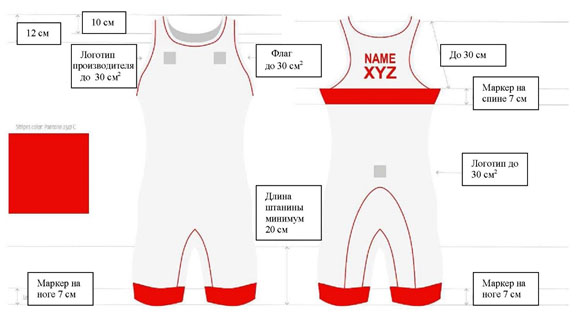 10 см
12 см
Логотип
производителя
до 30 см²
Флаг
до 30 см²
NAME
XYZ
До 30 см
Маркер на
спине 7 см
Логотип до
30 см²
Длина
штанины
минимум
20 см
Маркер на
ноге 7 см
Маркер на
ноге 7 см